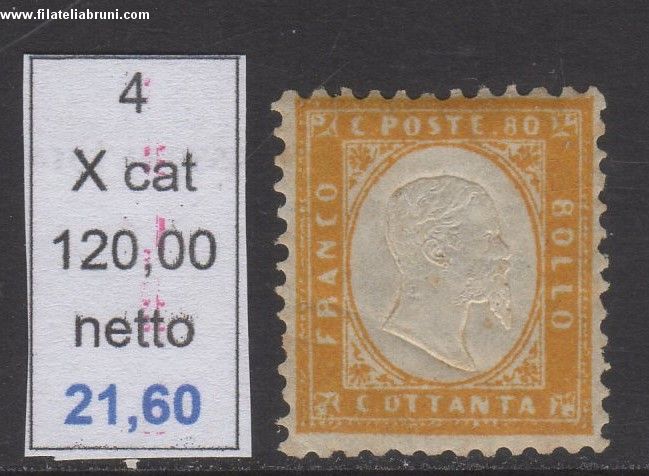 www.filateliabruni.com
4
X cat
120,00
netto
21,60
C. POSTE. 80
FRANCO
BOLLO
C. OTTANTA